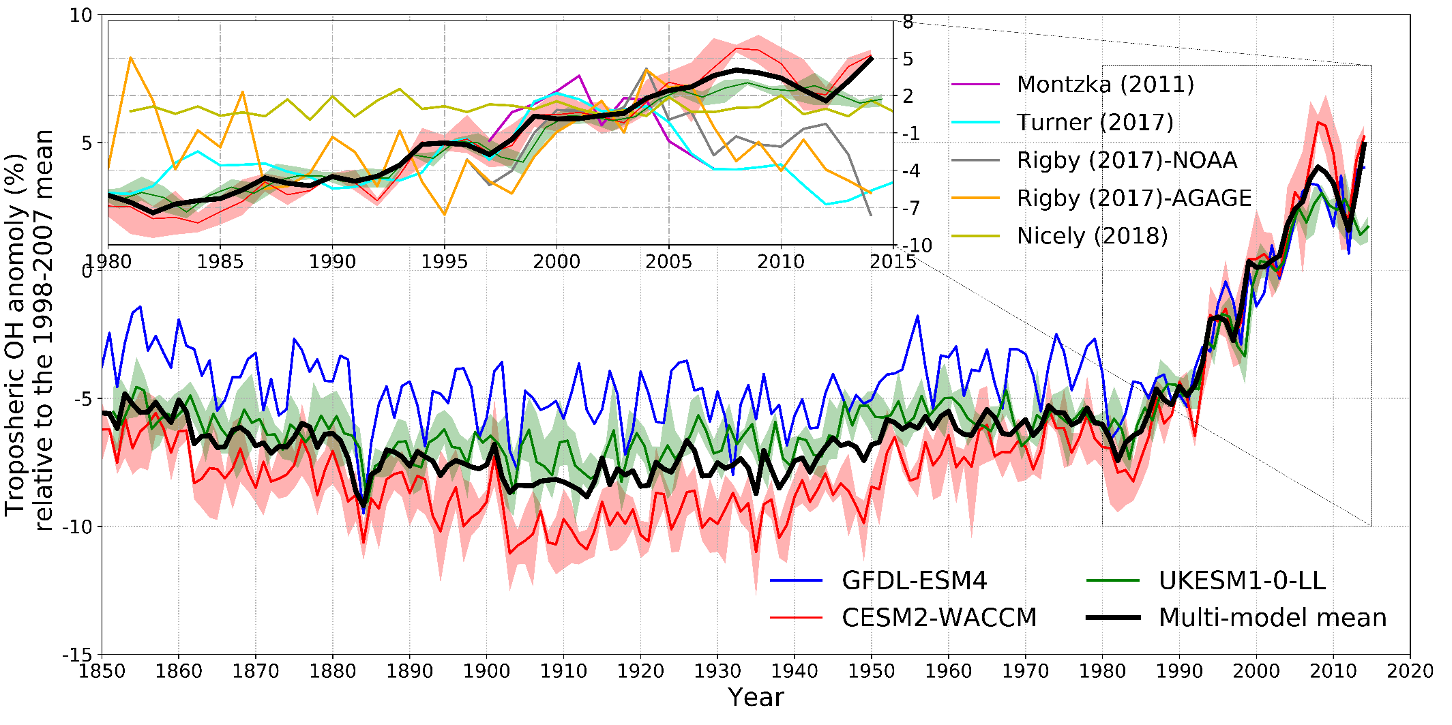 Tropospheric OH anomoly (%)
relative to the 1998-2007 mean
10
5
0
-5
-10
-15
8
5
2
-1
-4
-7
-10
1980 1985 1990 1995 2000 2005 2010 2015
Montzka (2011)
Turner (2017)
Rigby (2017)-NOAA
Rigby (2017)-AGAGE
Nicely (2018)
GFDL-ESM4
CESM2-WACCM
UKESM1-0-LL
Multi-model mean
1850 1860 1870 1880 1890 1900 1910 1920 1930 1940 1950 1960 1970 1980 1990 2000 2010 2020
Year